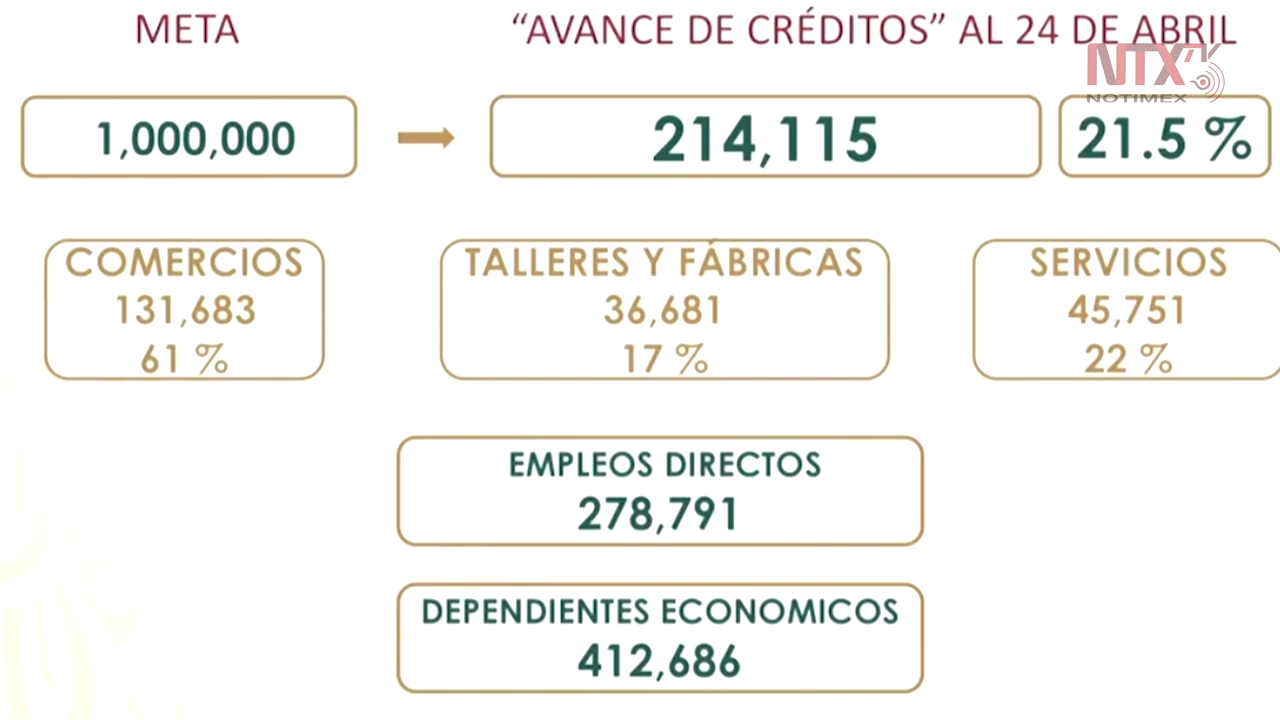 META
“AVANCE DE CRÉDITOS” AL 24 DE ABRIL
NTX
NOTIMEX
1,000,000
214,115
21.5 %
COMERCIOS
131,683
61 %
TALLERES Y FÁBRICAS
36,681
17 %
SERVICIOS
45,751
22 %
EMPLEOS DIRECTOS
278,791
DEPENDIENTES ECONOMICOS
412,686